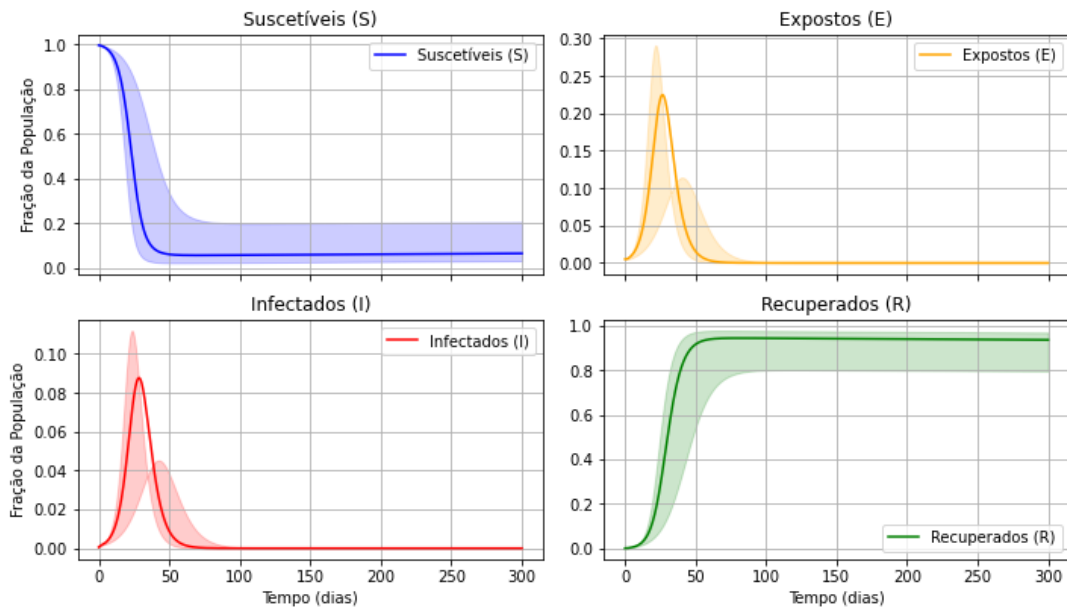 Suscetíveis (S)
Fração da População
1.0
0.8
0.6
0.4
0.2
0.0
Suscetíveis (S)
Expostos (E)
0.30
0.25
0.20
0.15
0.10
0.05
0.00
Expostos (E)
Infectados (I)
Fração da População
0.10
0.08
0.06
0.04
0.02
0.00
Infectados (I)
0 50 100 150 200 250 300
Tempo (dias)
Recuperados (R)
1.0
0.8
0.6
0.4
0.2
0.0
Recuperados (R)
0 50 100 150 200 250 300
Tempo (dias)